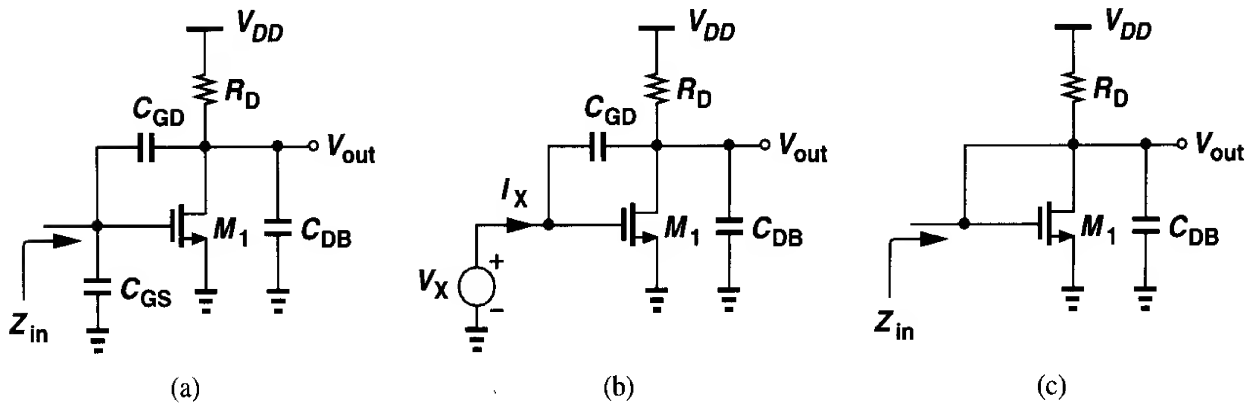 V_DD
R_D
C_GD
V_out
M_1
C_DB
C_GS
Z_in
(a)
V_DD
R_D
C_GD
V_out
I_X
M_1
C_DB
V_X
+
−
(b)
V_DD
R_D
V_out
M_1
C_DB
Z_in
(c)